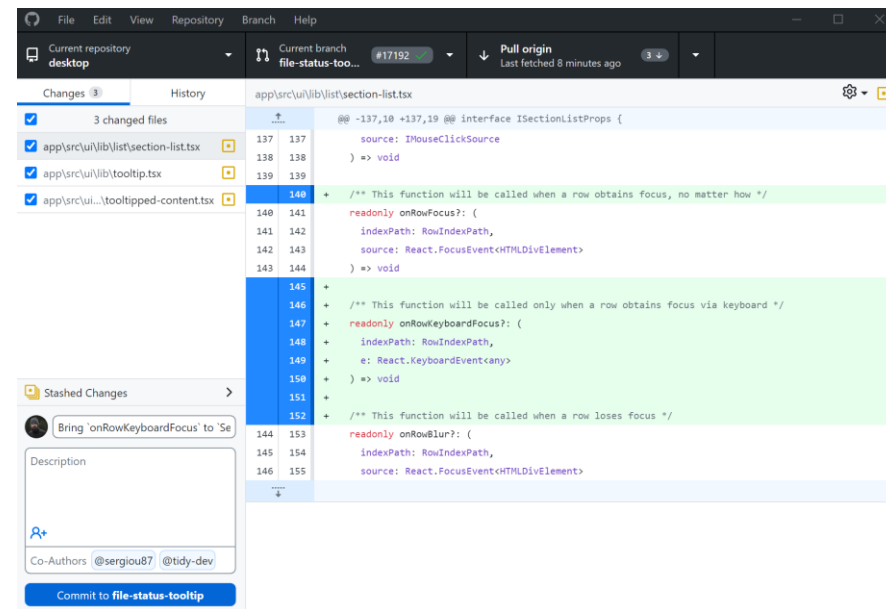 File Edit View Repository Branch Help
Current repository
desktop
Current branch
file-status-too... #17192
Pull origin
Last fetched 8 minutes ago
3
Changes 3 History
3 changed files
app\src\ui\lib\list\section-list.tsx
app\src\ui\lib\tooltip.tsx
app\src\ui...\tooltipped-content.tsx
Stashed Changes
Bring `onRowKeyboardFocus` to `Se
Description
Co-Authors @sergiou87 @tidy-dev
Commit to file-status-tooltip
app\src\ui\lib\list\section-list.tsx
@@ -137,10 +137,19 @@ interface ISectionListProps {
137 137 source: IMouseClickSource
138 138 ) => void
139 139
140 + /** This function will be called when a row obtains focus, no matter how */
140 141 readonly onRowFocus?: (
141 142 indexPath: RowIndexPath,
142 143 source: React.FocusEvent<HTMLDivElement>
143 144 ) => void
145 +
146 + /** This function will be called only when a row obtains focus via keyboard */
147 + readonly onRowKeyboardFocus?: (
148 + indexPath: RowIndexPath,
149 + e: React.KeyboardEvent<any>
150 + ) => void
151 +
152 + /** This function will be called when a row loses focus */
144 153 readonly onRowBlur?: (
145 154 indexPath: RowIndexPath,
146 155 source: React.FocusEvent<HTMLDivElement>